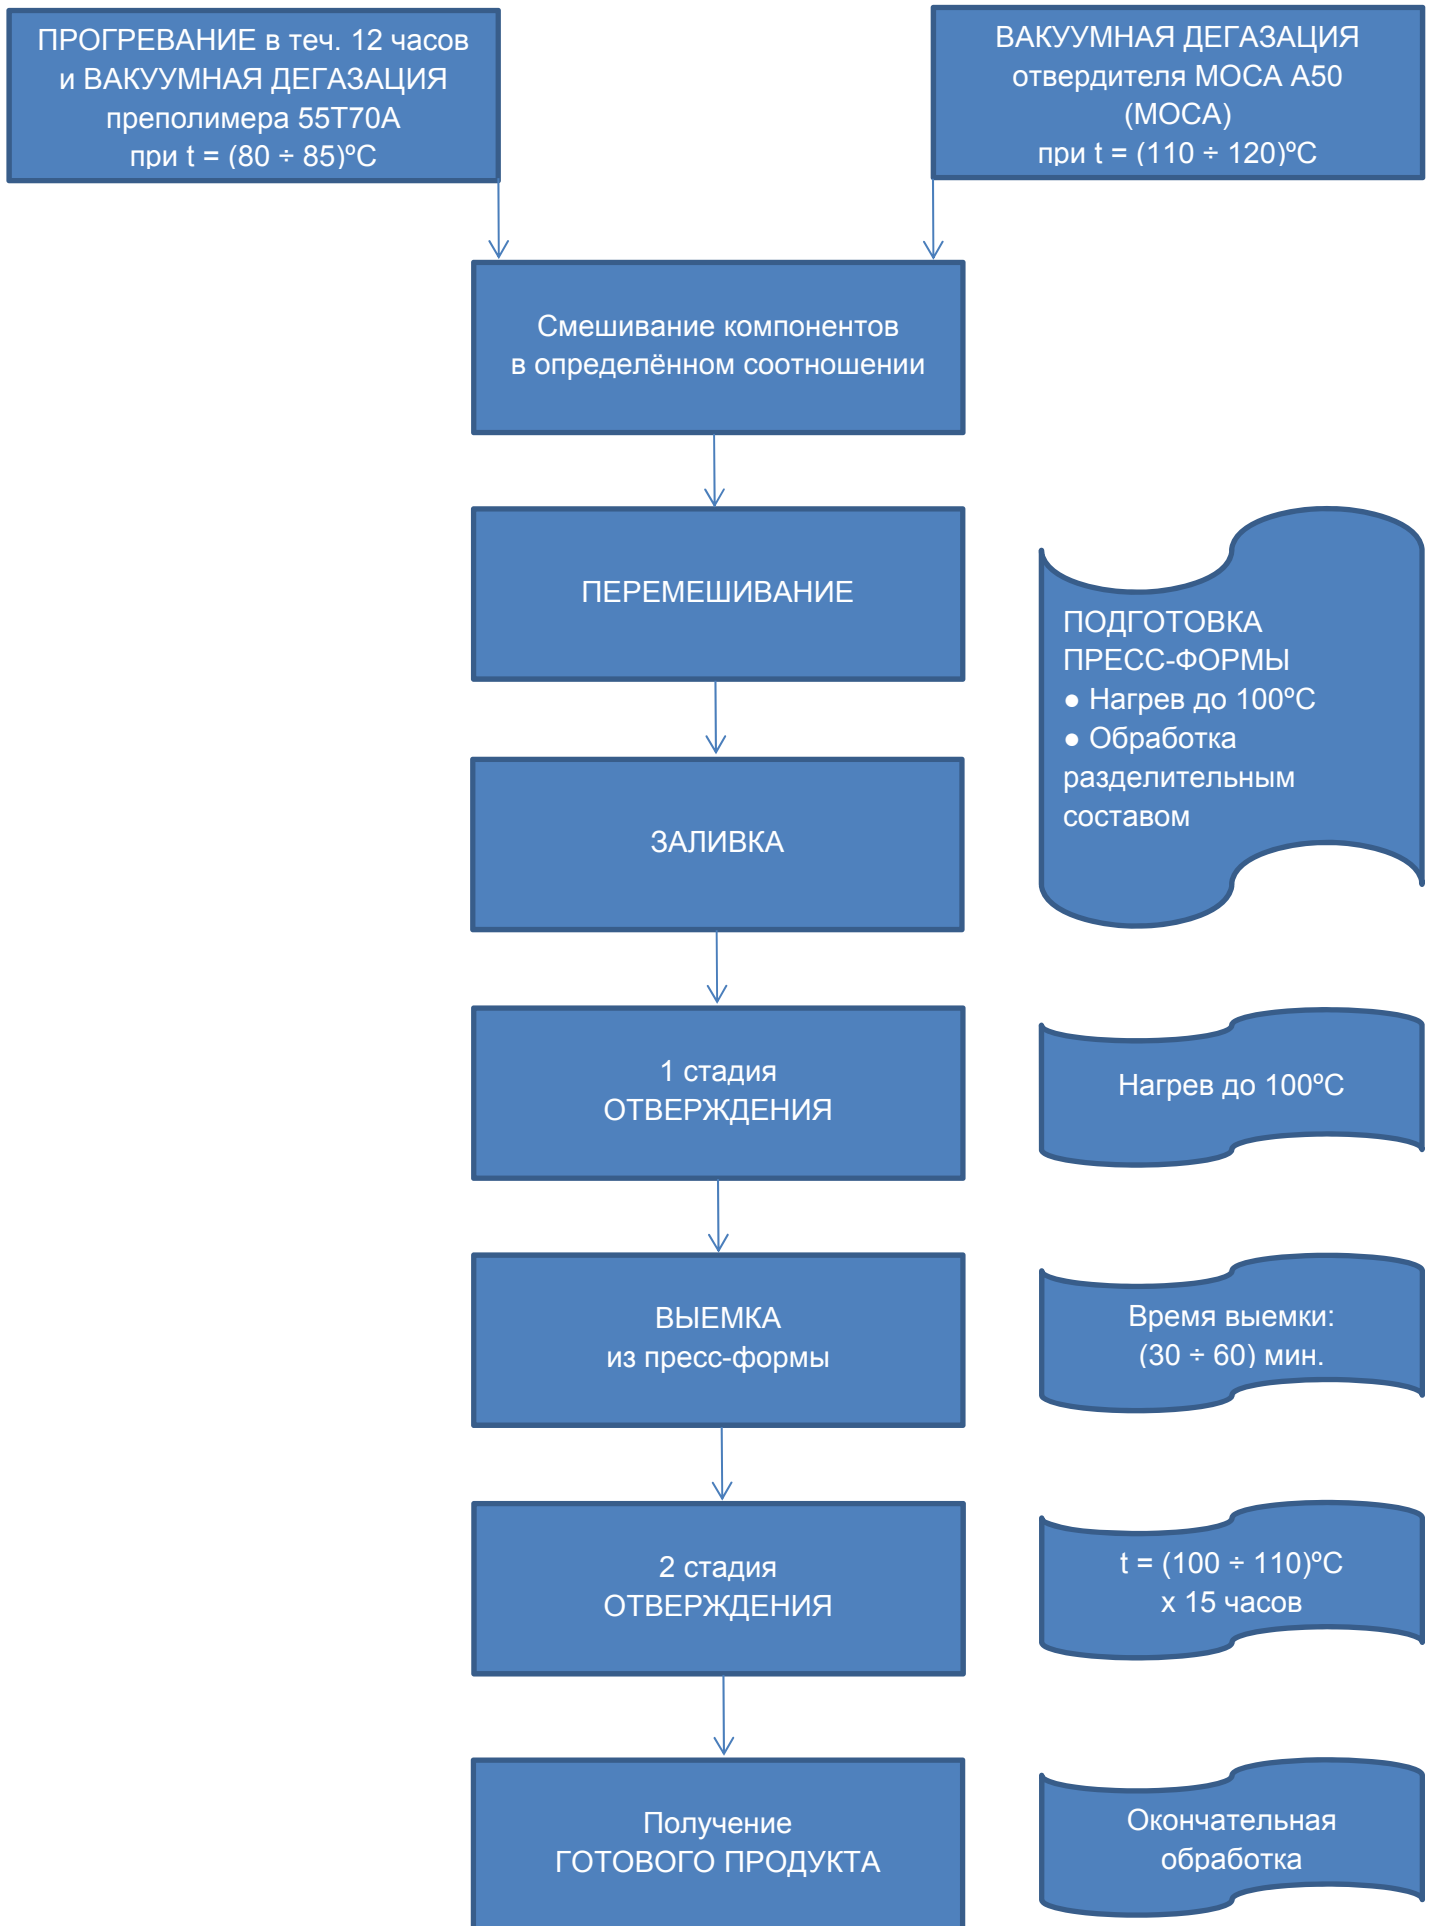 ПРОГРЕВАНИЕ в теч. 12 часов
и ВАКУУМНАЯ ДЕГАЗАЦИЯ
преполимера 55Т70А
при t = (80 ÷ 85)ºС
ВАКУУМНАЯ ДЕГАЗАЦИЯ
отвердителя МОСА А50
(МОСА)
при t = (110 ÷ 120)ºС
Смешивание компонентов
в определённом соотношении
ПЕРЕМЕШИВАНИЕ
ПОДГОТОВКА
ПРЕСС-ФОРМЫ
● Нагрев до 100ºС
● Обработка
разделительным
составом
ЗАЛИВКА
1 стадия
ОТВЕРЖДЕНИЯ
Нагрев до 100ºС
ВЫЕМКА
из пресс-формы
Время выемки:
(30 ÷ 60) мин.
2 стадия
ОТВЕРЖДЕНИЯ
t = (100 ÷ 110)ºС
х 15 часов
Получение
ГОТОВОГО ПРОДУКТА
Окончательная
обработка